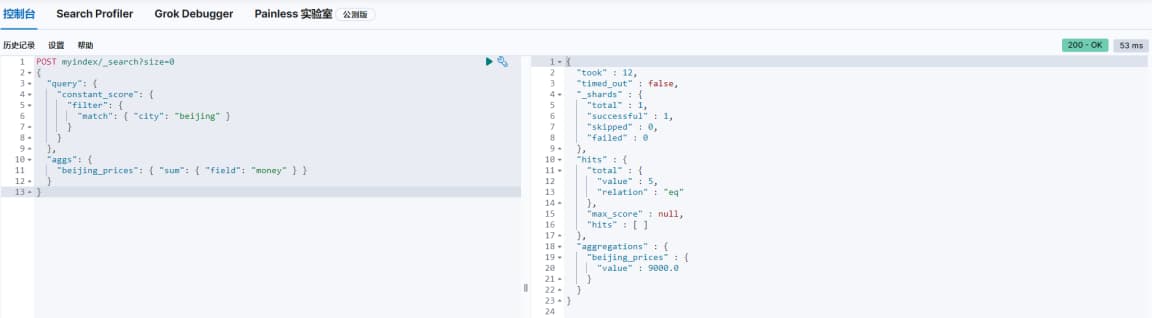 控制台 Search Profiler Grok Debugger Painless 实验室 公测版
历史记录 设置 帮助 200 - OK 53 ms
1 POST myindex/_search?size=0
2 {
3 "query": {
4 "constant_score": {
5 "filter": {
6 "match": { "city": "beijing" }
7 }
8 }
9 },
10 "aggs": {
11 "beijing_prices": { "sum": { "field": "money" } }
12 }
13 }
1 {
2 "took" : 12,
3 "timed_out" : false,
4 "_shards" : {
5 "total" : 1,
6 "successful" : 1,
7 "skipped" : 0,
8 "failed" : 0
9 },
10 "hits" : {
11 "total" : {
12 "value" : 5,
13 "relation" : "eq"
14 },
15 "max_score" : null,
16 "hits" : [ ]
17 },
18 "aggregations" : {
19 "beijing_prices" : {
20 "value" : 9000.0
21 }
22 }
23 }
24